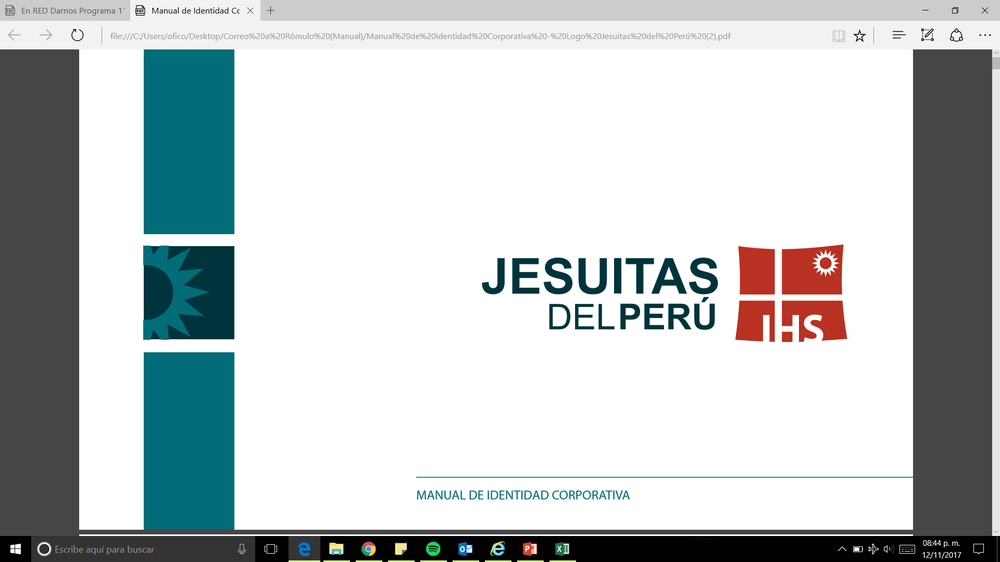 En RED Darnos Programa 1
Manual de Identidad Co
file:///C:/Users/ofico/Desktop/Correo%20a%20Rómulo%20(Manual)/Manual%20de%20Identidad%20Corporativa%20-%20Logo%20Jesuitas%20del%20Perú%20(2).pdf
JESUITAS
DELPERÚ
IHS
MANUAL DE IDENTIDAD CORPORATIVA
Escribe aquí para buscar
08:44 p. m.
12/11/2017